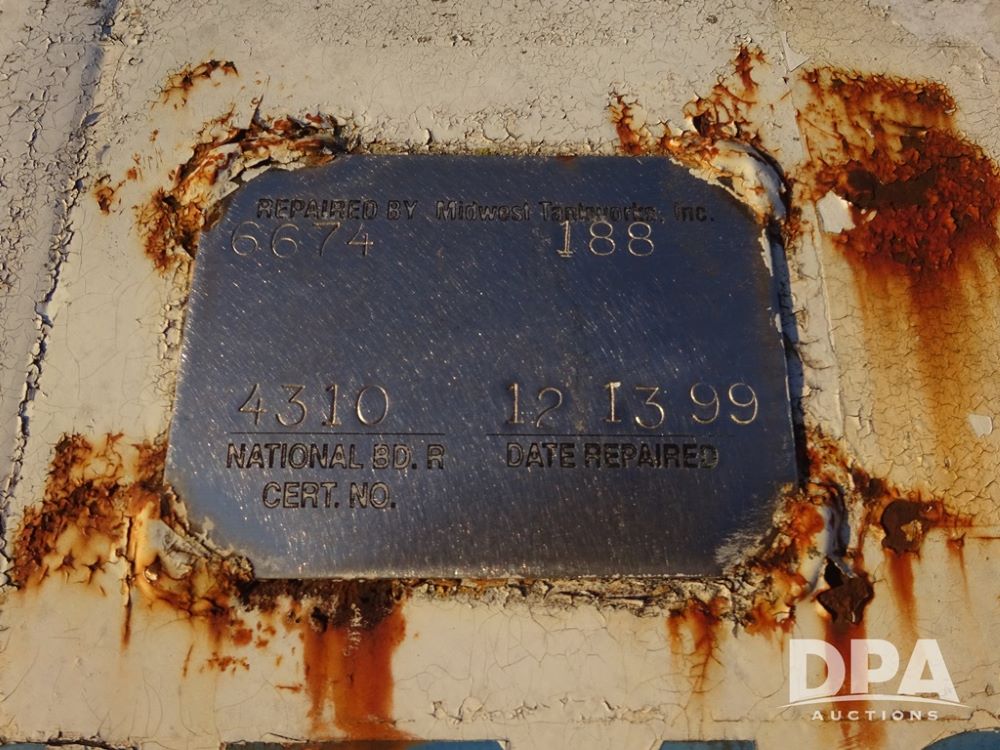 REPAIRED BY Midwest Tankworks, Inc.
6674 188
4310 12 13 99
NATIONAL BD. R DATE REPAIRED
CERT. NO.
DPA
AUCTIONS